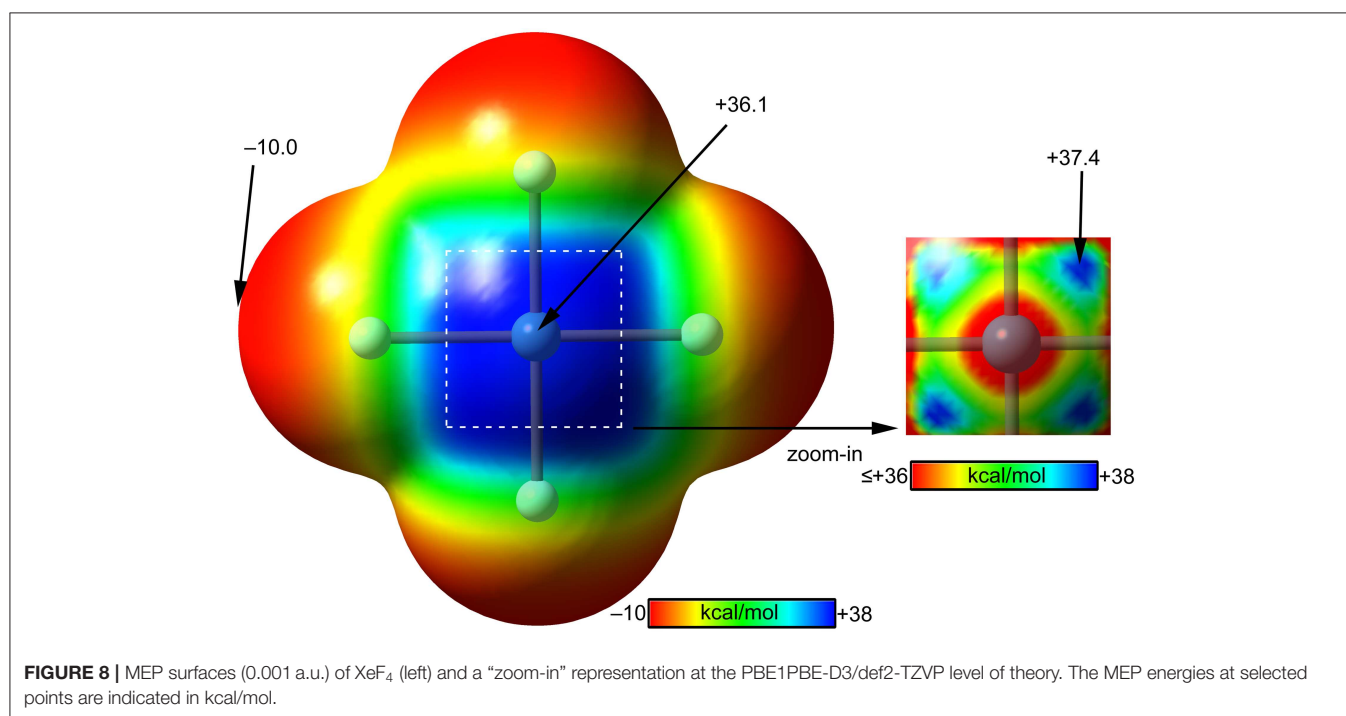 +36.1
–10.0
+37.4
zoom-in
≤+36 kcal/mol +38
–10 kcal/mol +38
FIGURE 8 | MEP surfaces (0.001 a.u.) of XeF₄ (left) and a “zoom-in” representation at the PBE1PBE-D3/def2-TZVP level of theory. The MEP energies at selected
points are indicated in kcal/mol.